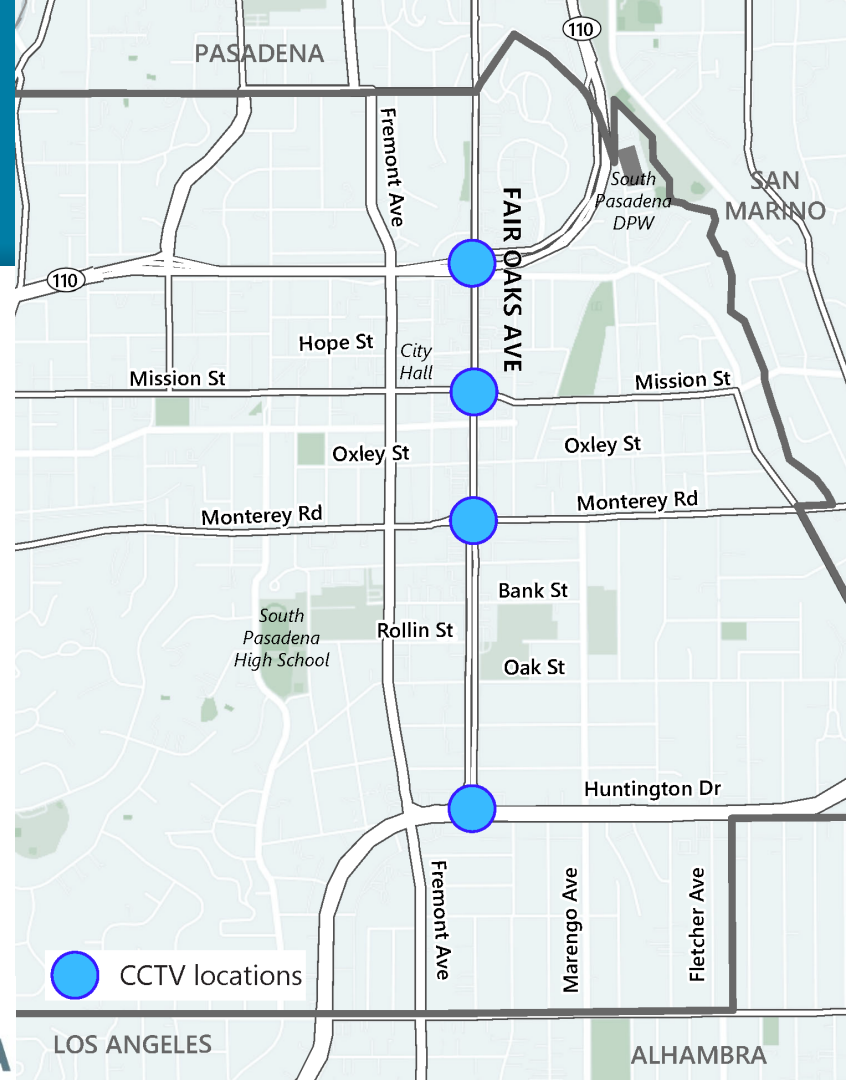 110
PASADENA
Fremont Ave
South
Pasadena
DPW
SAN
MARINO
FAIR OAKS AVE
110
Hope St
City
Hall
Mission St
Mission St
Oxley St
Oxley St
Monterey Rd
Monterey Rd
Bank St
South
Pasadena
High School
Rollin St
Oak St
Huntington Dr
Fremont Ave
Marengo Ave
Fletcher Ave
CCTV locations
LOS ANGELES
ALHAMBRA